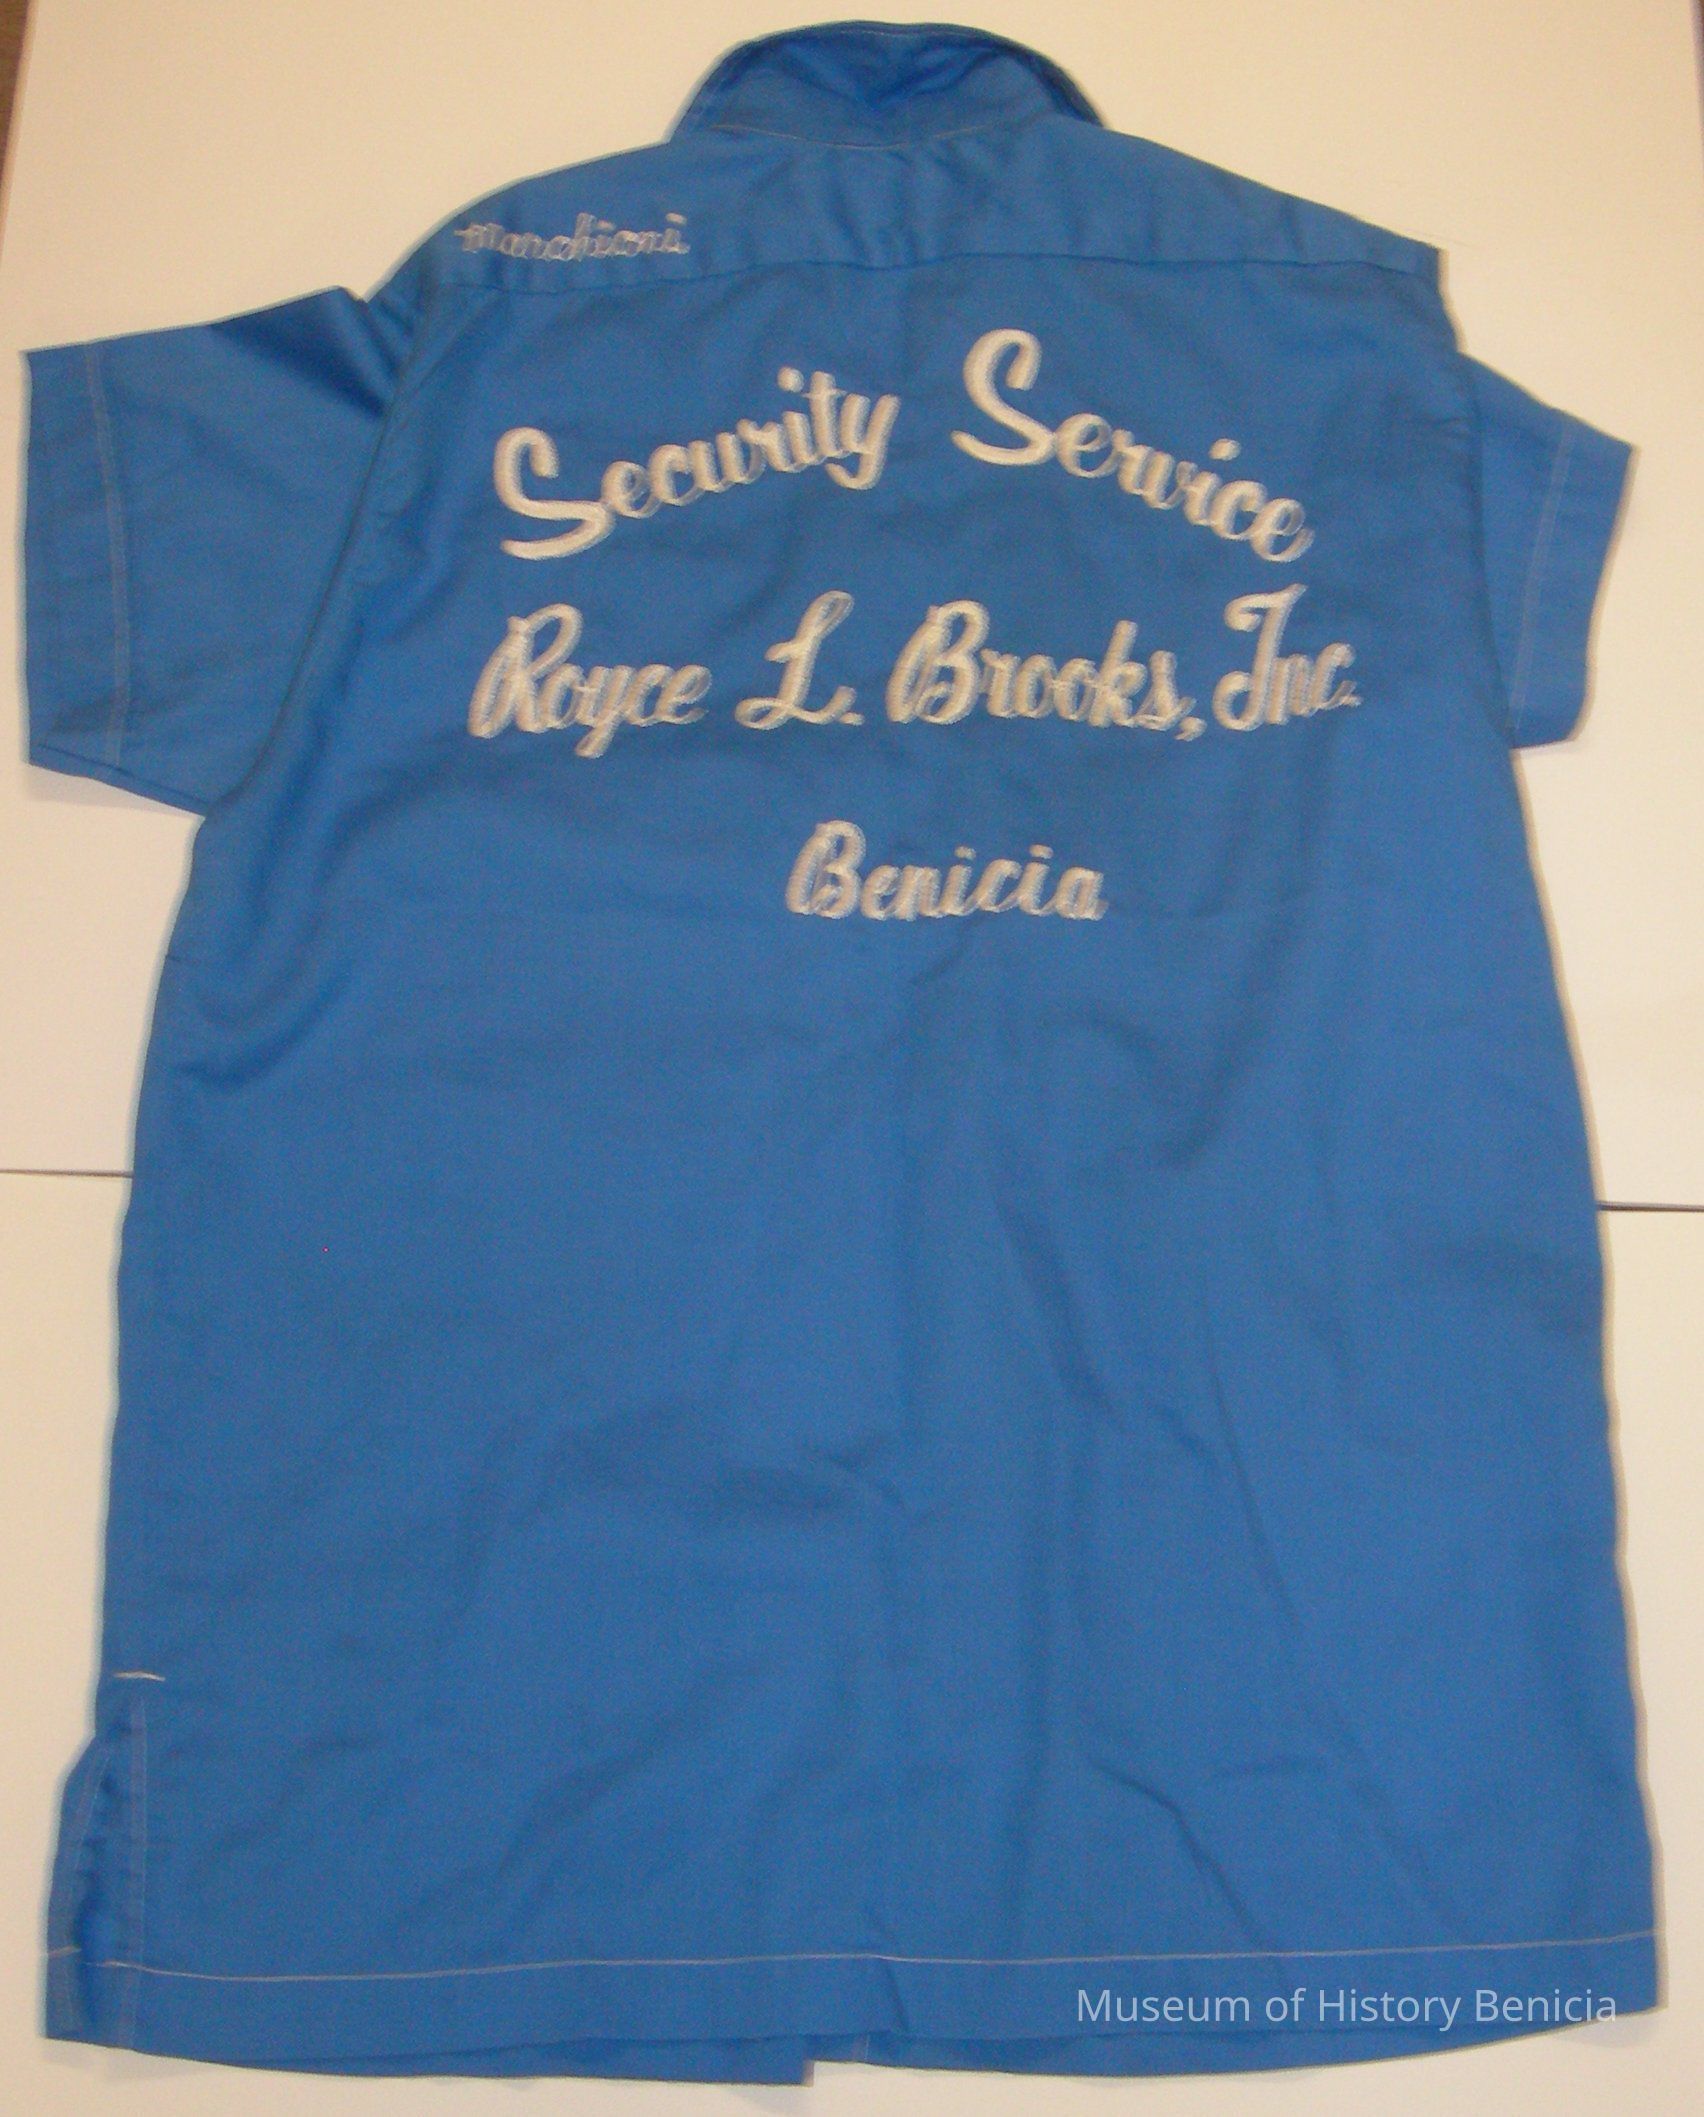 marchioni
Security Service
Royce L. Brooks, Inc.
Benicia
Museum of History Benicia